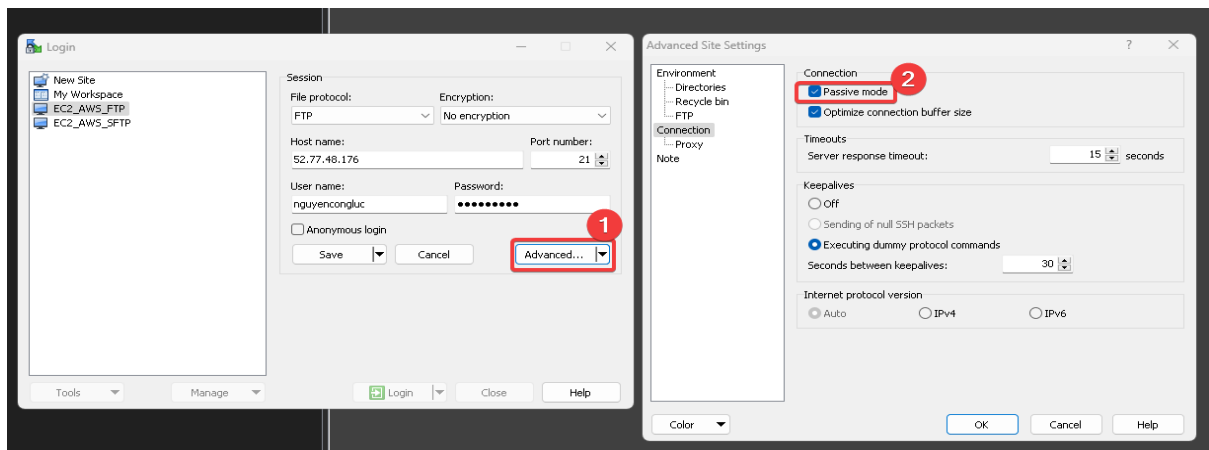 Login
New Site
My Workspace
EC2_AWS_FTP
EC2_AWS_SFTP
Session
File protocol:
Encryption:
FTP
No encryption
Host name:
Port number:
52.77.48.176
21
User name:
Password:
nguyencongluc
●●●●●●●●●
Anonymous login
1
Save
Cancel
Advanced...
Tools
Manage
Login
Close
Help
Advanced Site Settings
?
Environment
Directories
Recycle bin
FTP
Connection
Proxy
Note
Connection
2
Passive mode
Optimize connection buffer size
Timeouts
Server response timeout:
15
seconds
Keepalives
Off
Sending of null SSH packets
Executing dummy protocol commands
Seconds between keepalives:
30
Internet protocol version
Auto
IPv4
IPv6
Color
OK
Cancel
Help